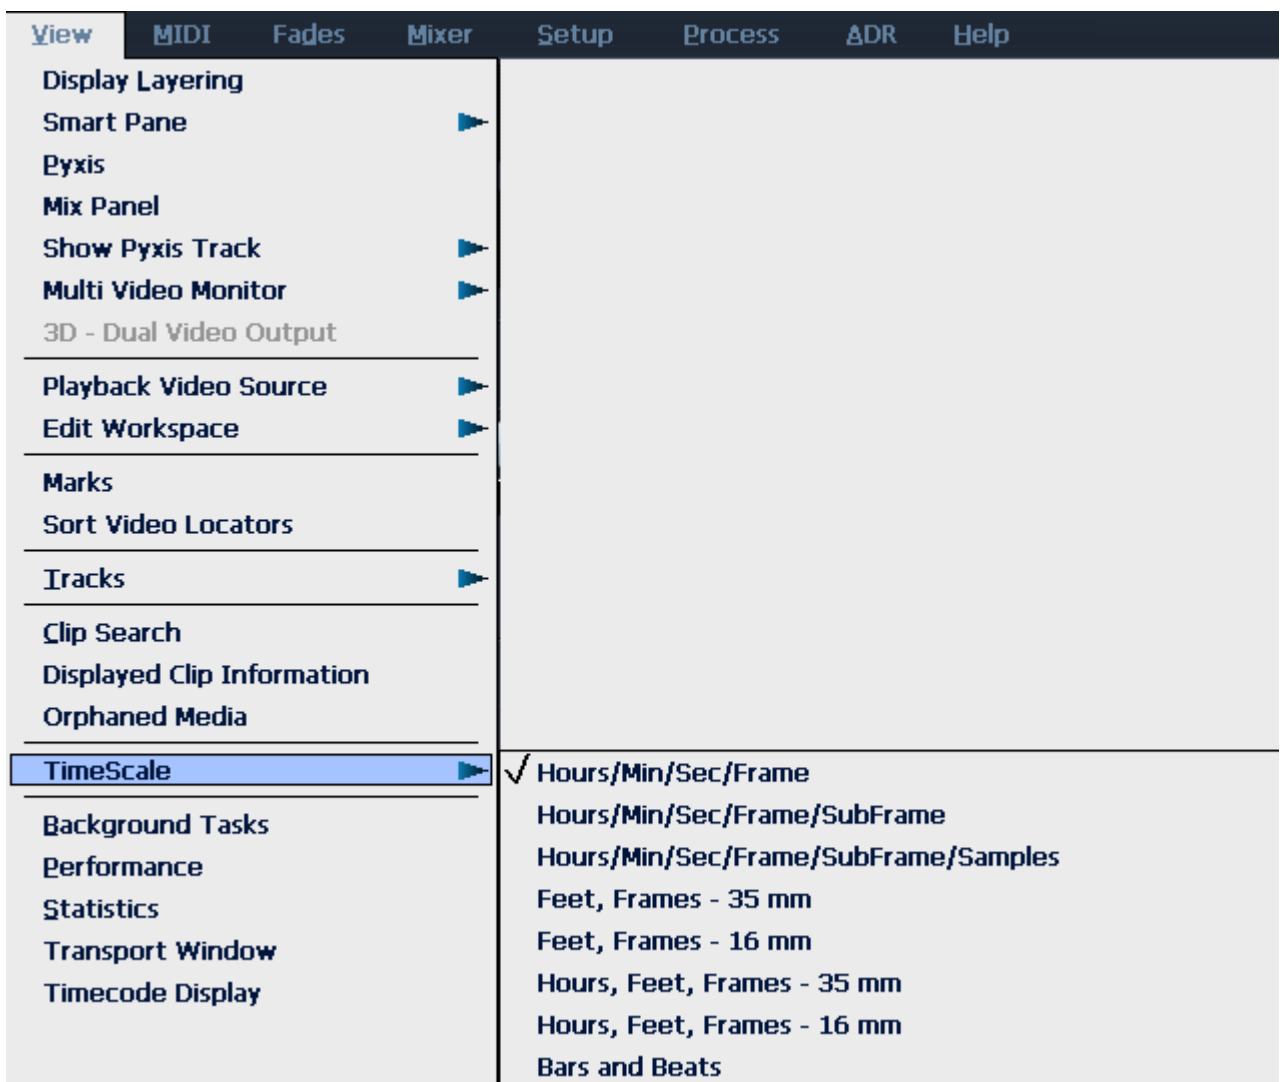 View MIDI Fades Mixer Setup Process ADR Help
Display Layering
Smart Pane
Pyxis
Mix Panel
Show Pyxis Track
Multi Video Monitor
3D - Dual Video Output
Playback Video Source
Edit Workspace
Marks
Sort Video Locators
Tracks
Clip Search
Displayed Clip Information
Orphaned Media
TimeScale
Background Tasks
Performance
Statistics
Transport Window
Timecode Display
Hours/Min/Sec/Frame
Hours/Min/Sec/Frame/SubFrame
Hours/Min/Sec/Frame/SubFrame/Samples
Feet, Frames - 35 mm
Feet, Frames - 16 mm
Hours, Feet, Frames - 35 mm
Hours, Feet, Frames - 16 mm
Bars and Beats